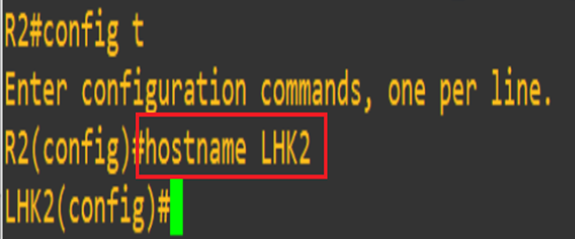 R2#config t
Enter configuration commands, one per line.
R2(config)#hostname LHK2
LHK2(config)#